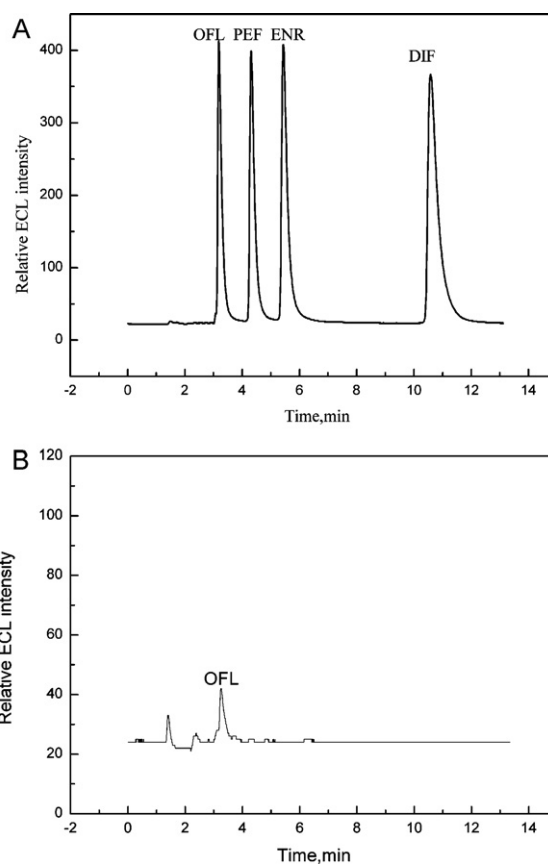 A
OFL PEF ENR
DIF
400
300
200
100
0
Relative ECL intensity
-2 0 2 4 6 8 10 12 14
Time,min
B
120
100
80
60
40
20
0
OFL
Relative ECL intensity
-2 0 2 4 6 8 10 12 14
Time,min